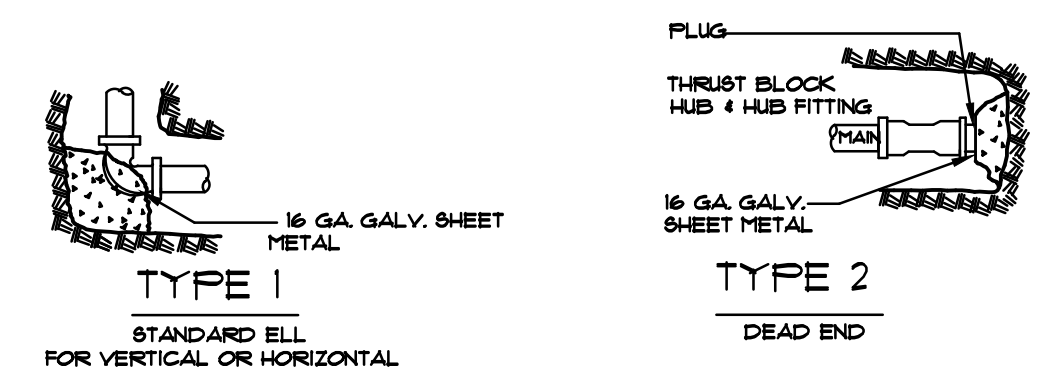 16 GA. GALV. SHEET
METAL
TYPE 1
STANDARD ELL
FOR VERTICAL OR HORIZONTAL
PLUG
THRUST BLOCK
HUB & HUB FITTING
MAIN
16 GA. GALV.
SHEET METAL
TYPE 2
DEAD END